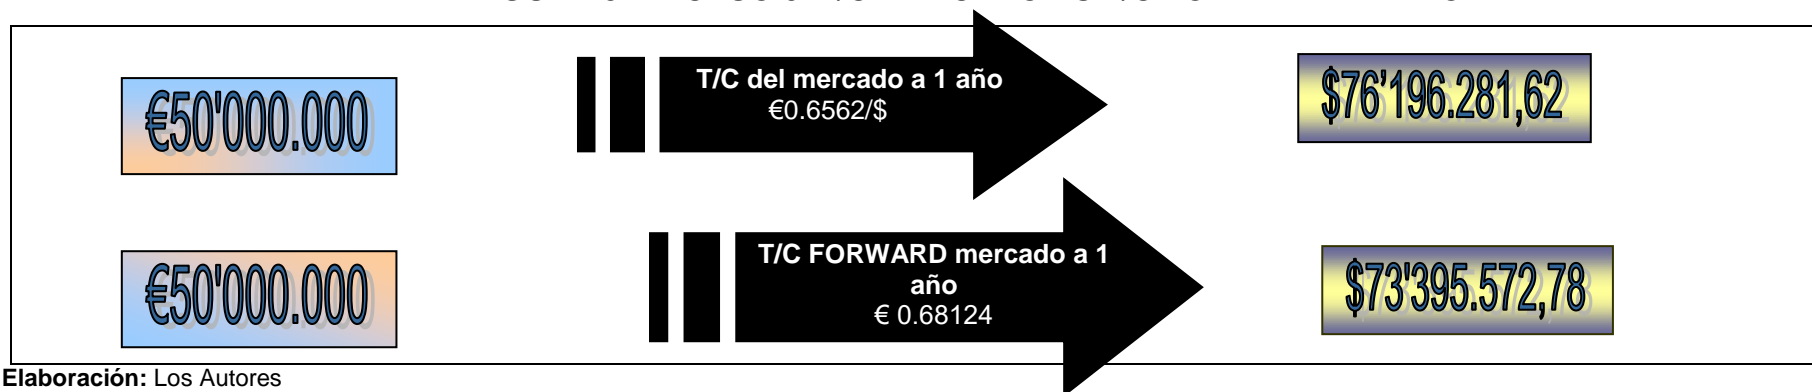 €50'000.000
T/C del mercado a 1 año
€0.6562/$
$76'196.281,62
€50'000.000
T/C FORWARD mercado a 1
año
€ 0.68124
$73'395.572,78
Elaboración: Los Autores